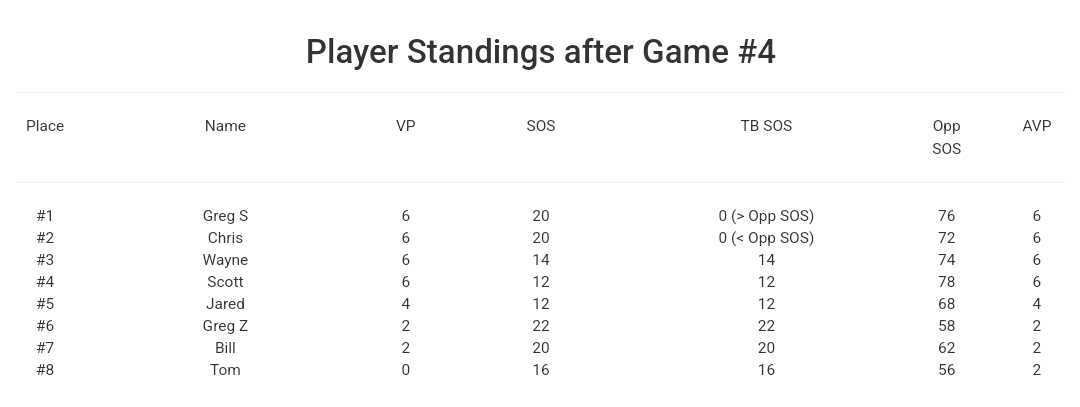 Player Standings after Game #4
Place Name VP SOS TB SOS Opp SOS AVP
#1 Greg S 6 20 0 (> Opp SOS) 76 6
#2 Chris 6 20 0 (< Opp SOS) 72 6
#3 Wayne 6 14 14 74 6
#4 Scott 6 12 12 78 6
#5 Jared 4 12 12 68 4
#6 Greg Z 2 22 22 58 2
#7 Bill 2 20 20 62 2
#8 Tom 0 16 16 56 2